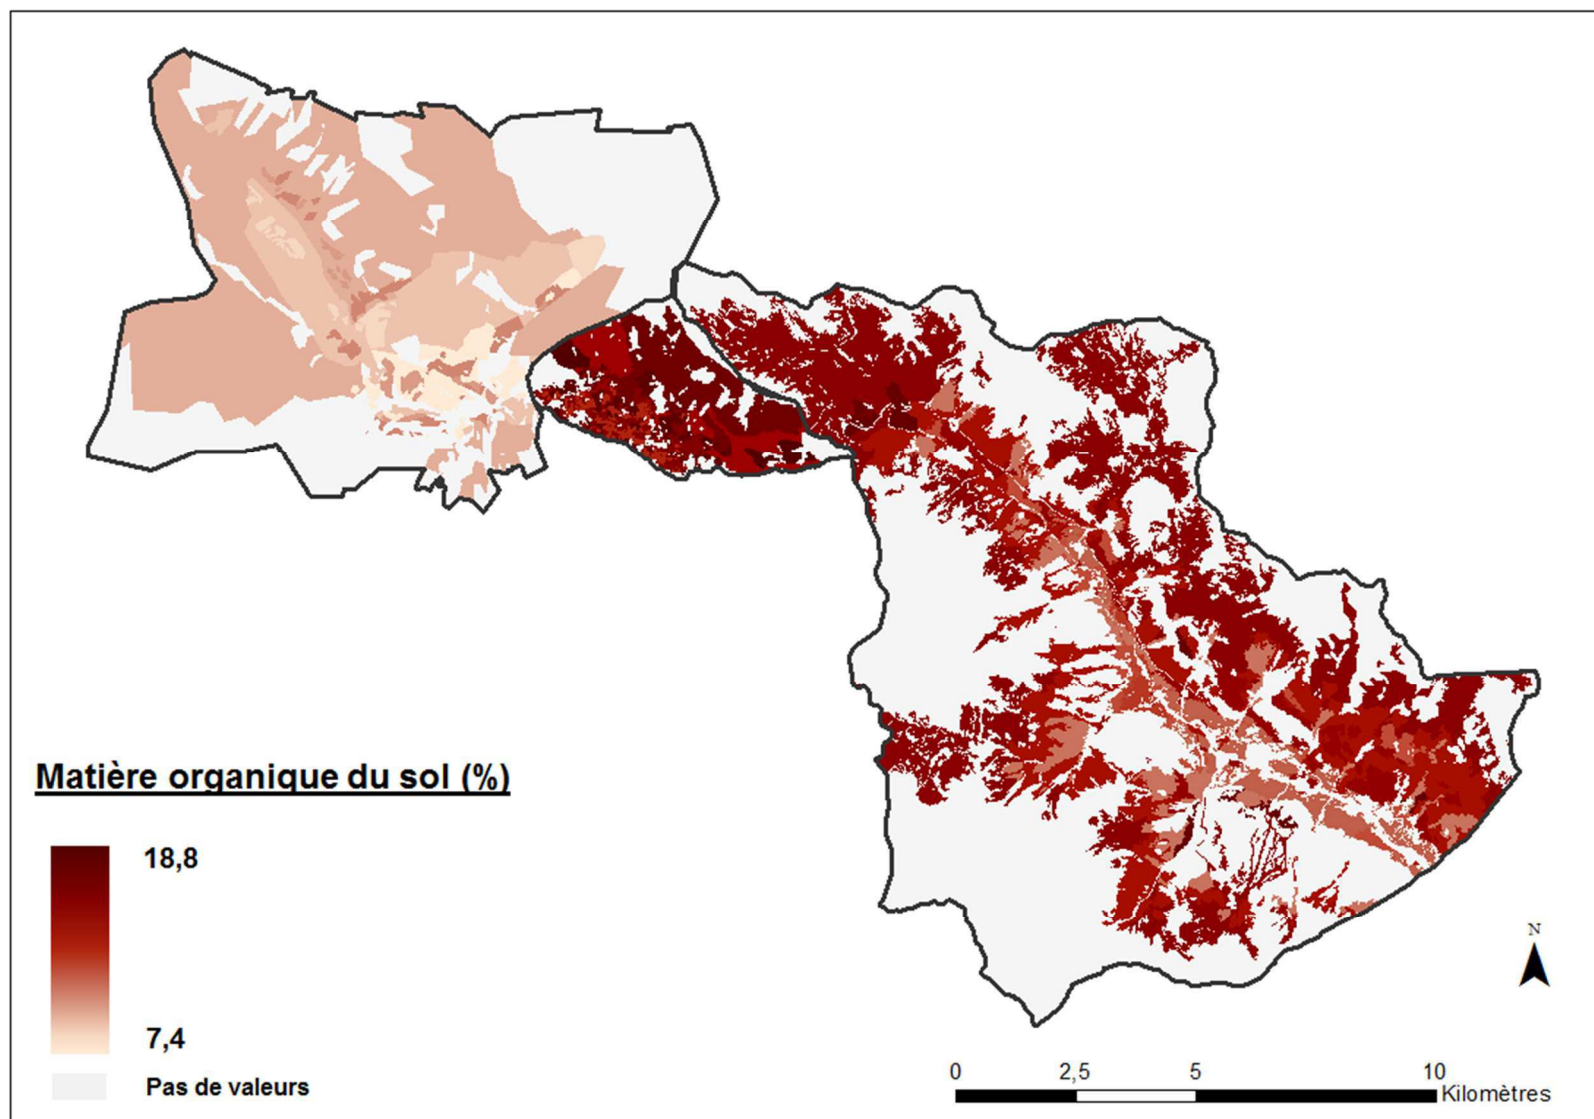 Matière organique du sol (%)
18,8
7,4
Pas de valeurs
N
0 2,5 5 10
Kilomètres